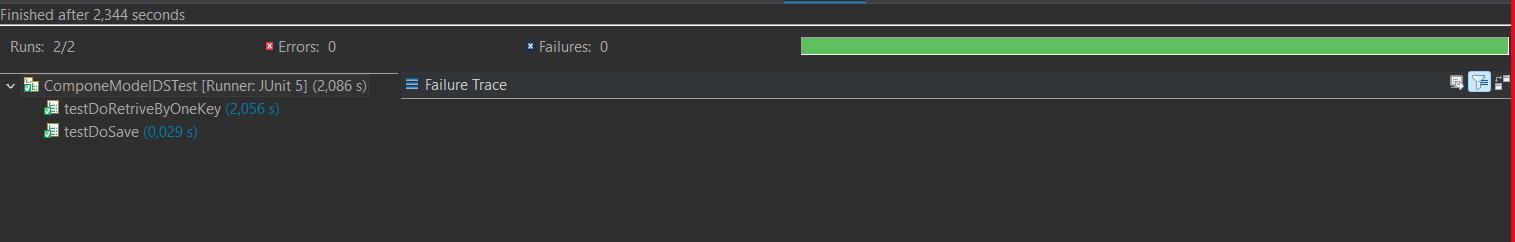 Finished after 2,344 seconds
Runs: 2/2 Errors: 0 Failures: 0
ComponeModelDSTest [Runner: JUnit 5] (2,086 s)
Failure Trace
testDoRetriveByOneKey (2,056 s)
testDoSave (0,029 s)